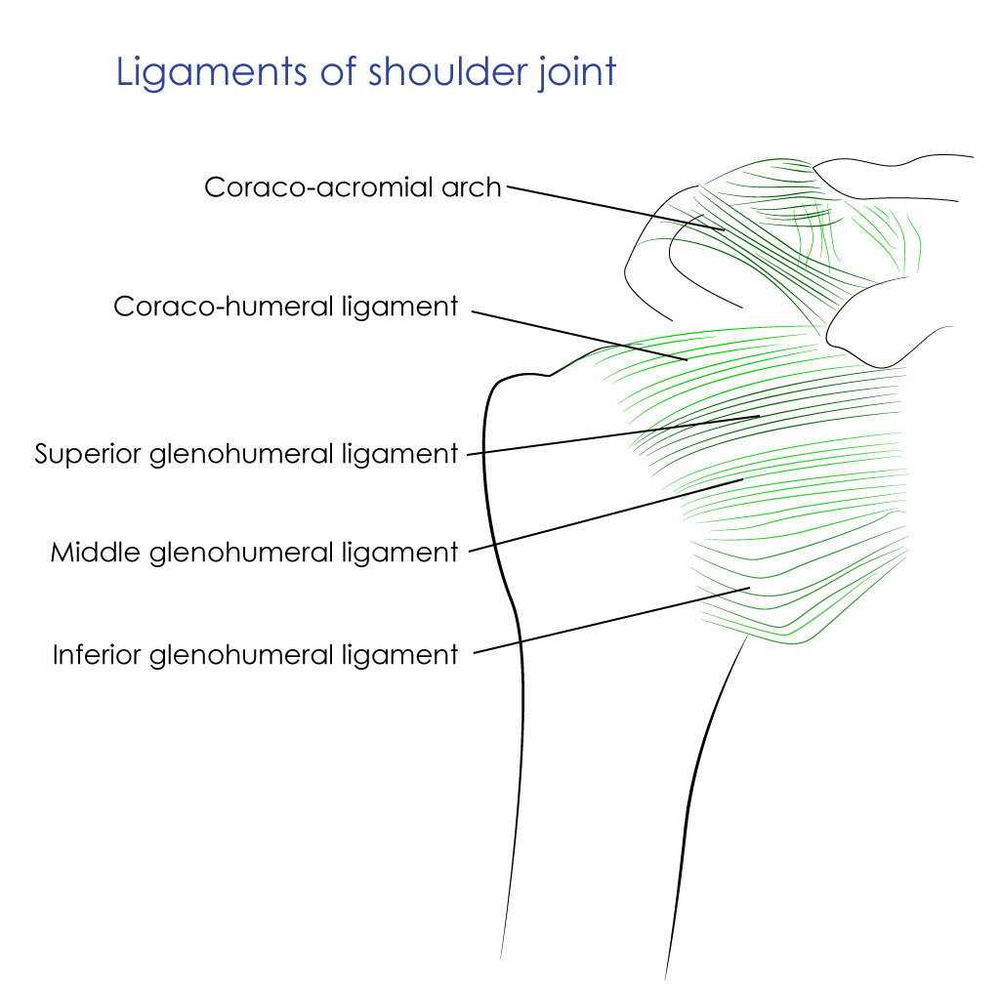 Ligaments of shoulder joint
Coraco-acromial arch
Coraco-humeral ligament
Superior glenohumeral ligament
Middle glenohumeral ligament
Inferior glenohumeral ligament